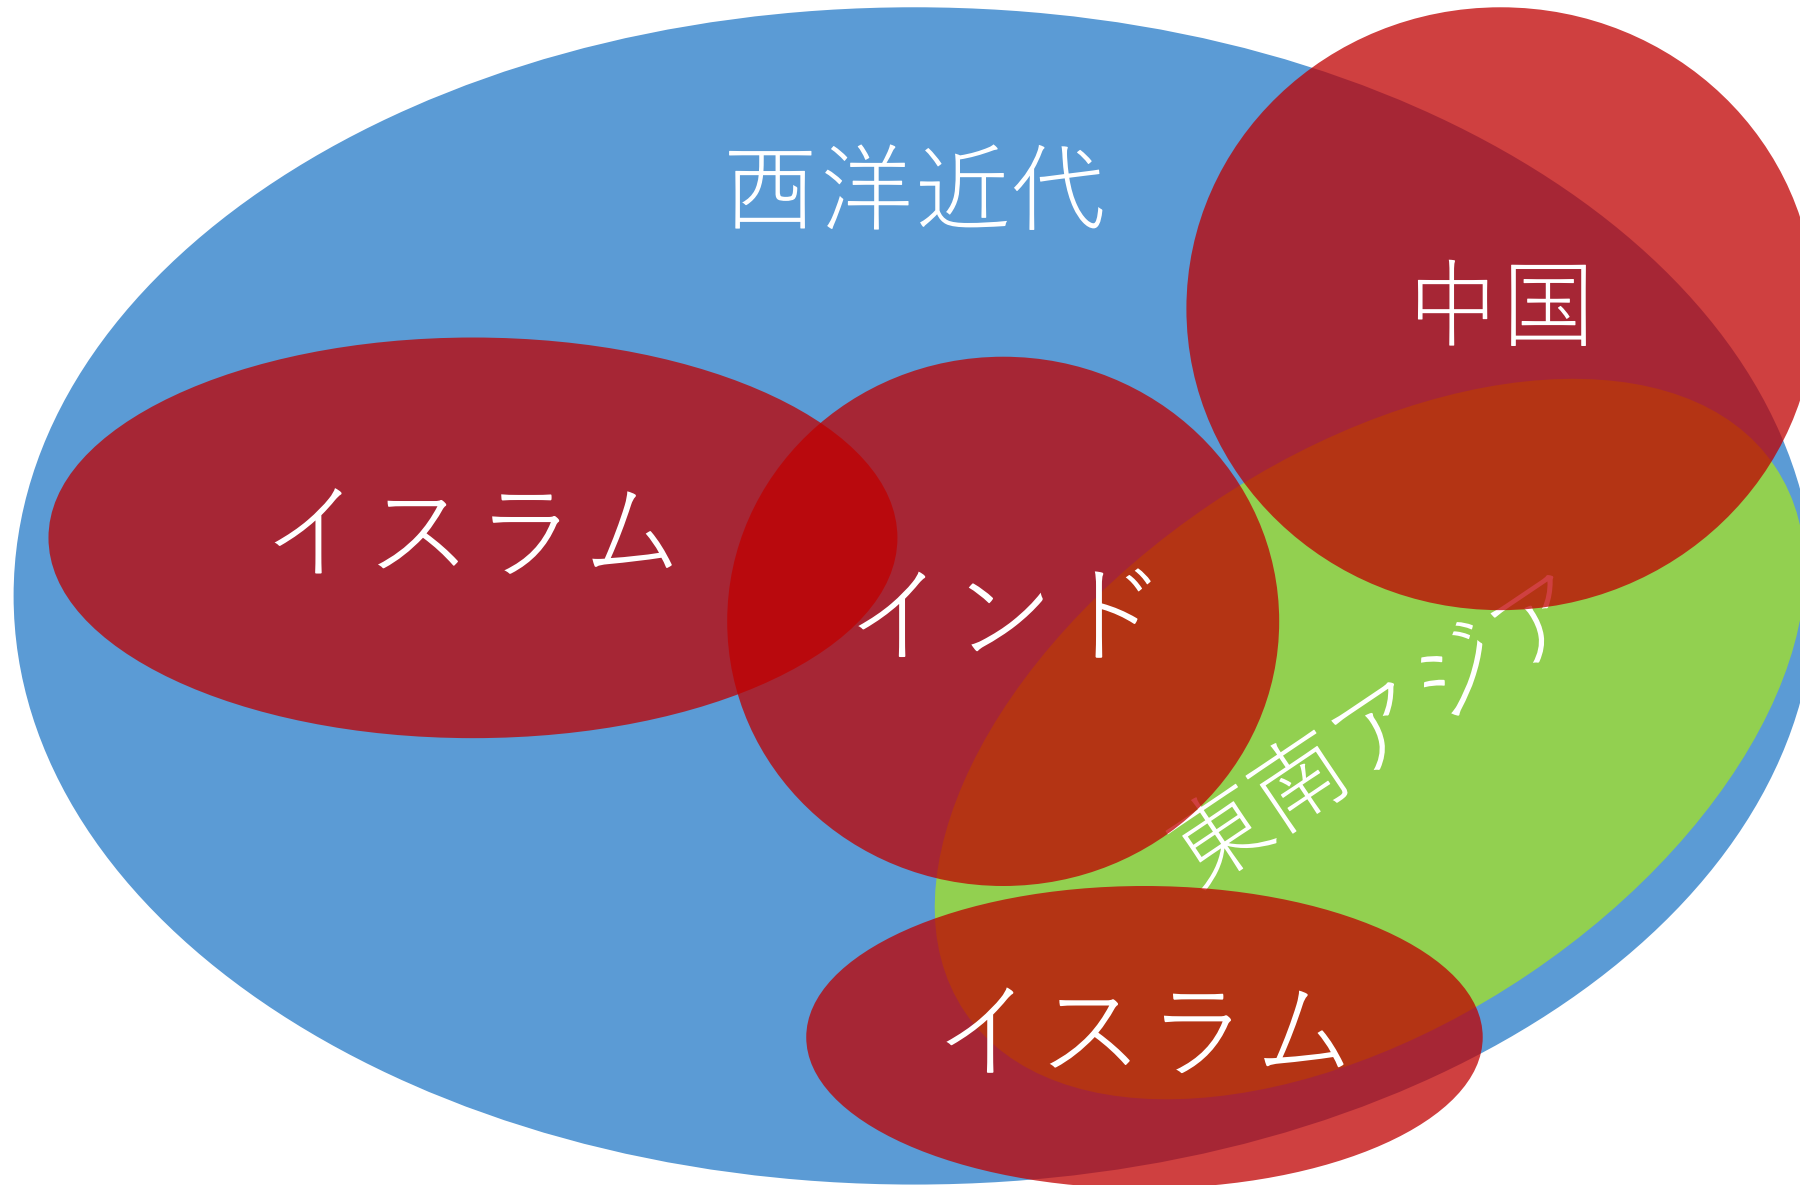 西洋近代
中国
イスラム
インド
東南アジア
イスラム